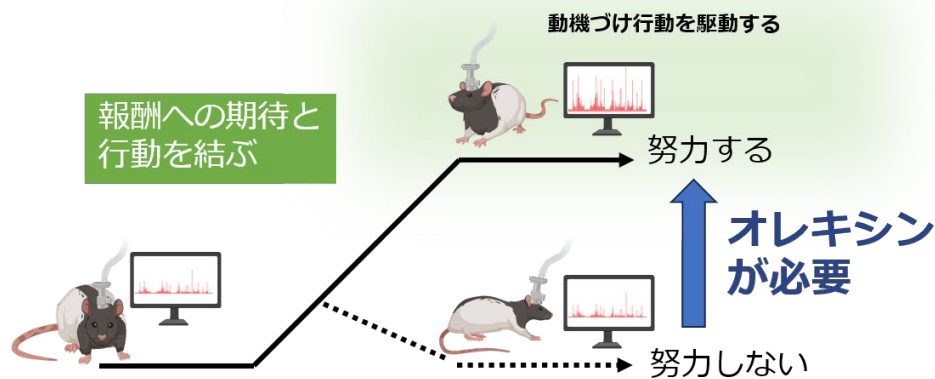 動機づけ行動を駆動する
報酬への期待と
行動を結ぶ
努力する
オレキシン
が必要
努力しない